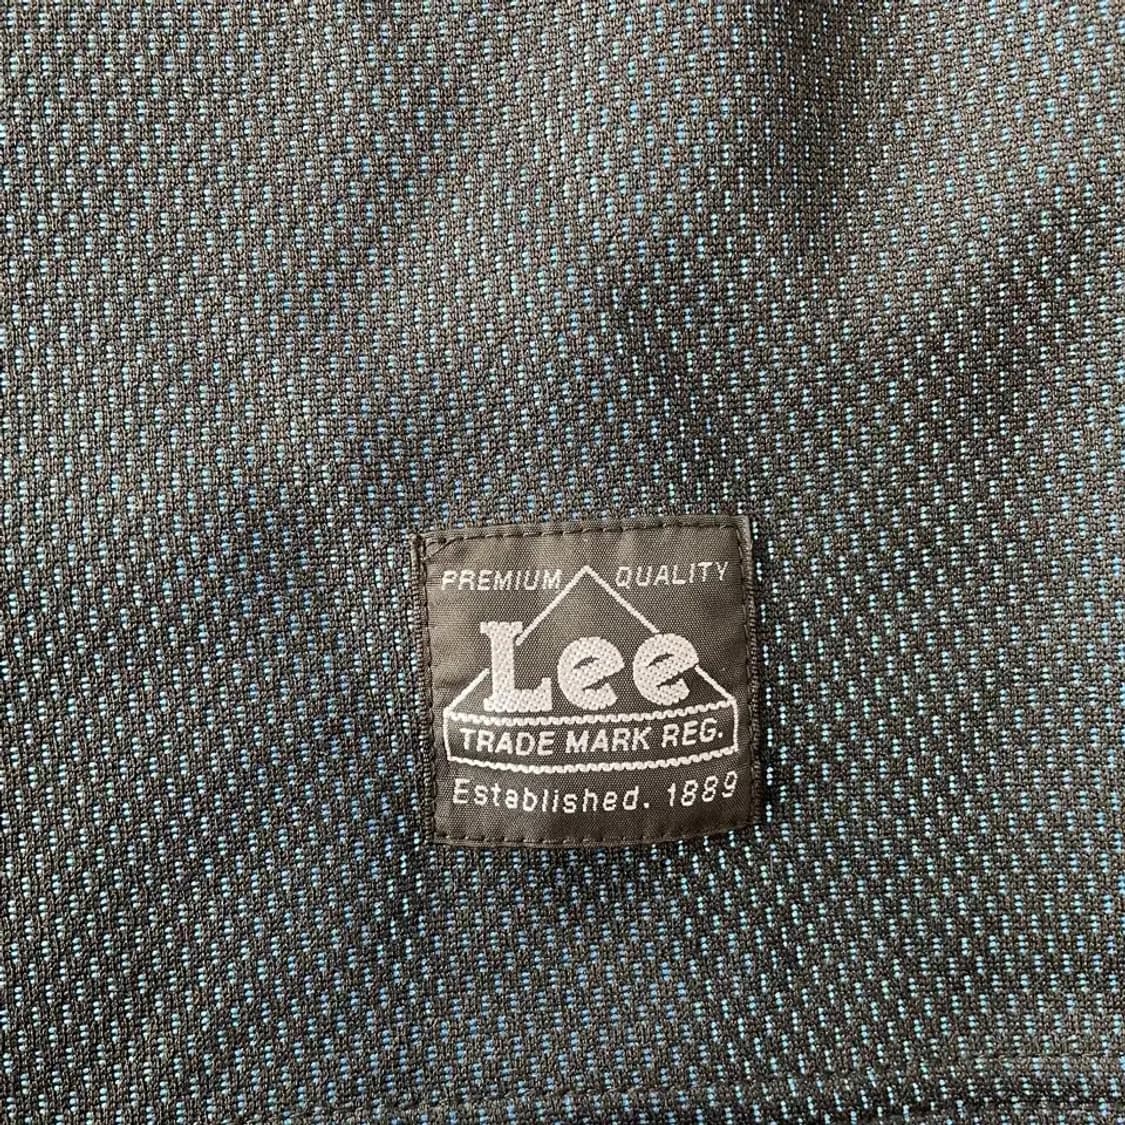 PREMIUM QUALITY
Lee
TRADE MARK REG.
Established. 1889